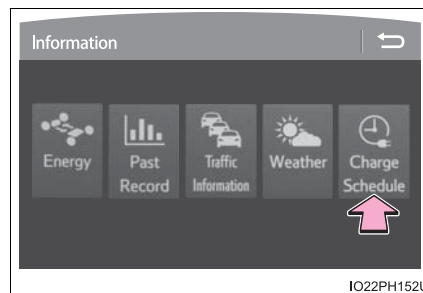 Information
Energy
Past
Record
Traffic
Information
Weather
Charge
Schedule
IO22PH152U